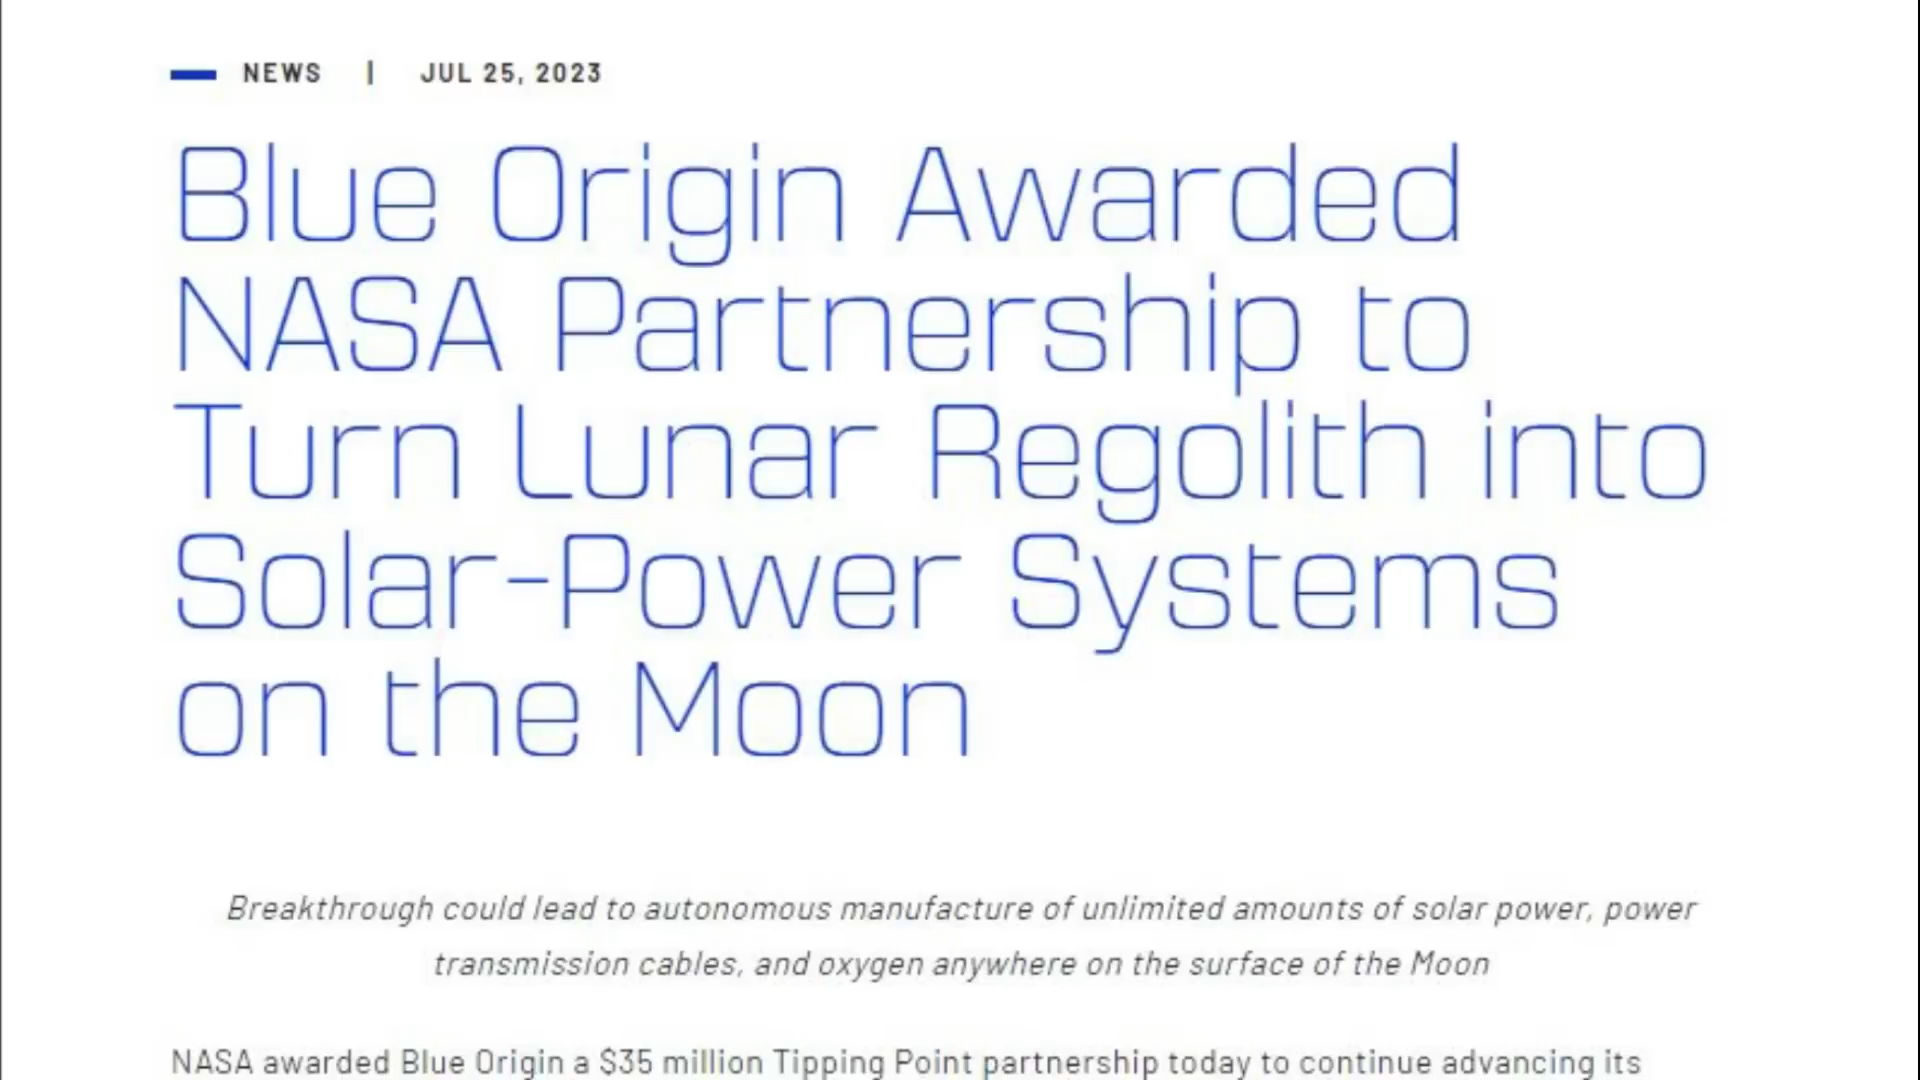 NEWS | JUL 25, 2023
Blue Origin Awarded
NASA Partnership to
Turn Lunar Regolith into
Solar-Power Systems
on the Moon
Breakthrough could lead to autonomous manufacture of unlimited amounts of solar power, power
transmission cables, and oxygen anywhere on the surface of the Moon
NASA awarded Blue Origin a $35 million Tipping Point partnership today to continue advancing its